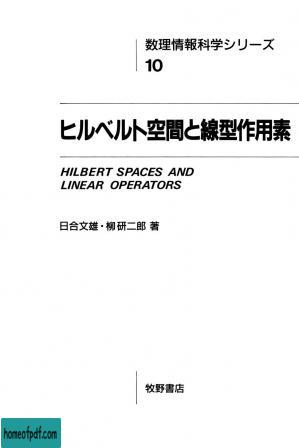 数理情報科学シリーズ
10
ヒルベルト空間と線型作用素
HILBERT SPACES AND
LINEAR OPERATORS
日合文雄・柳研二郎 著
牧野書店
homeofpdf.com